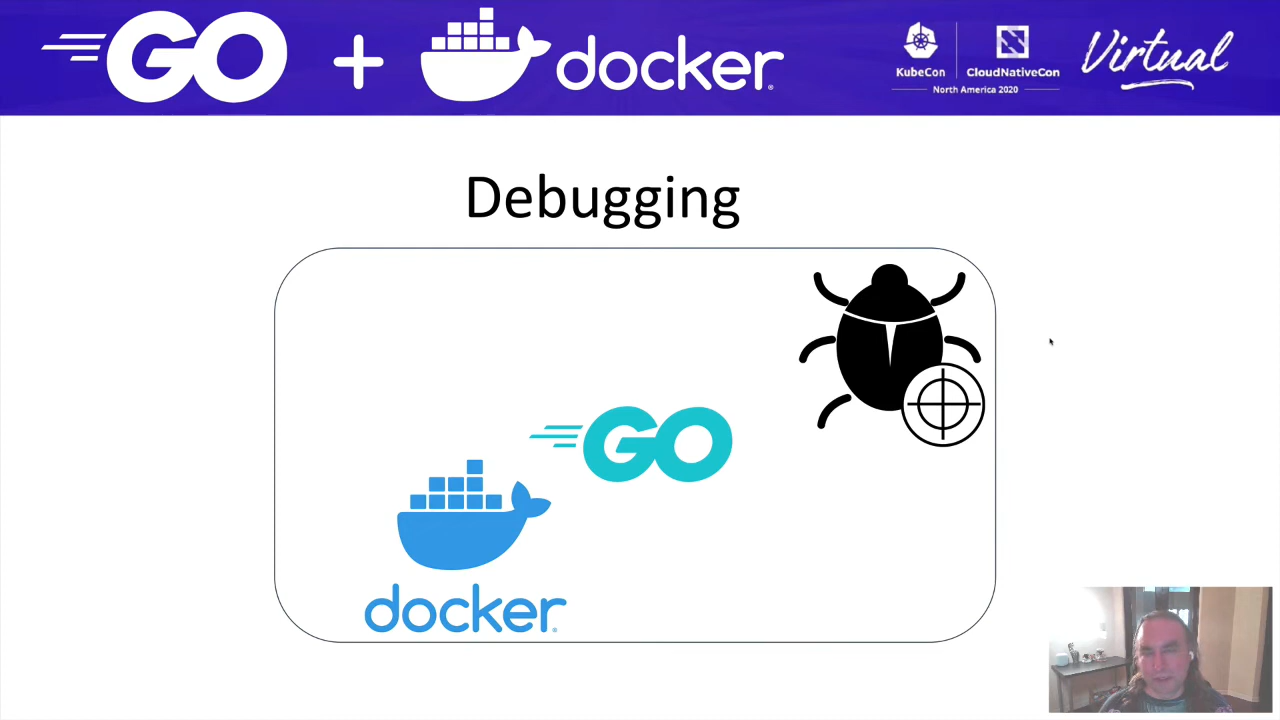 GO + docker
KubeCon
CloudNativeCon
North America 2020
Virtual
Debugging
GO
docker